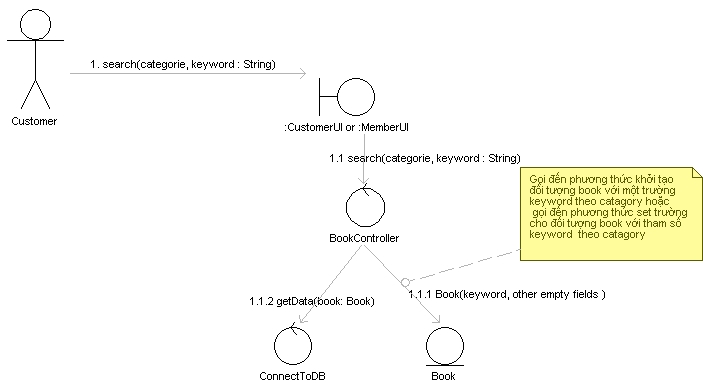 1. search(categorie, keyword : String)
Customer
:CustomerUI or :MemberUI
1.1 search(categorie, keyword : String)
Gọi đến phương thức khởi tạo
đối tượng book với một trường
keyword theo catagory hoặc
gọi đến phương thức set trường
cho đối tượng book với tham số
keyword theo catagory
BookController
1.1.2 getData(book: Book)
1.1.1 Book(keyword, other empty fields )
ConnectToDB
Book